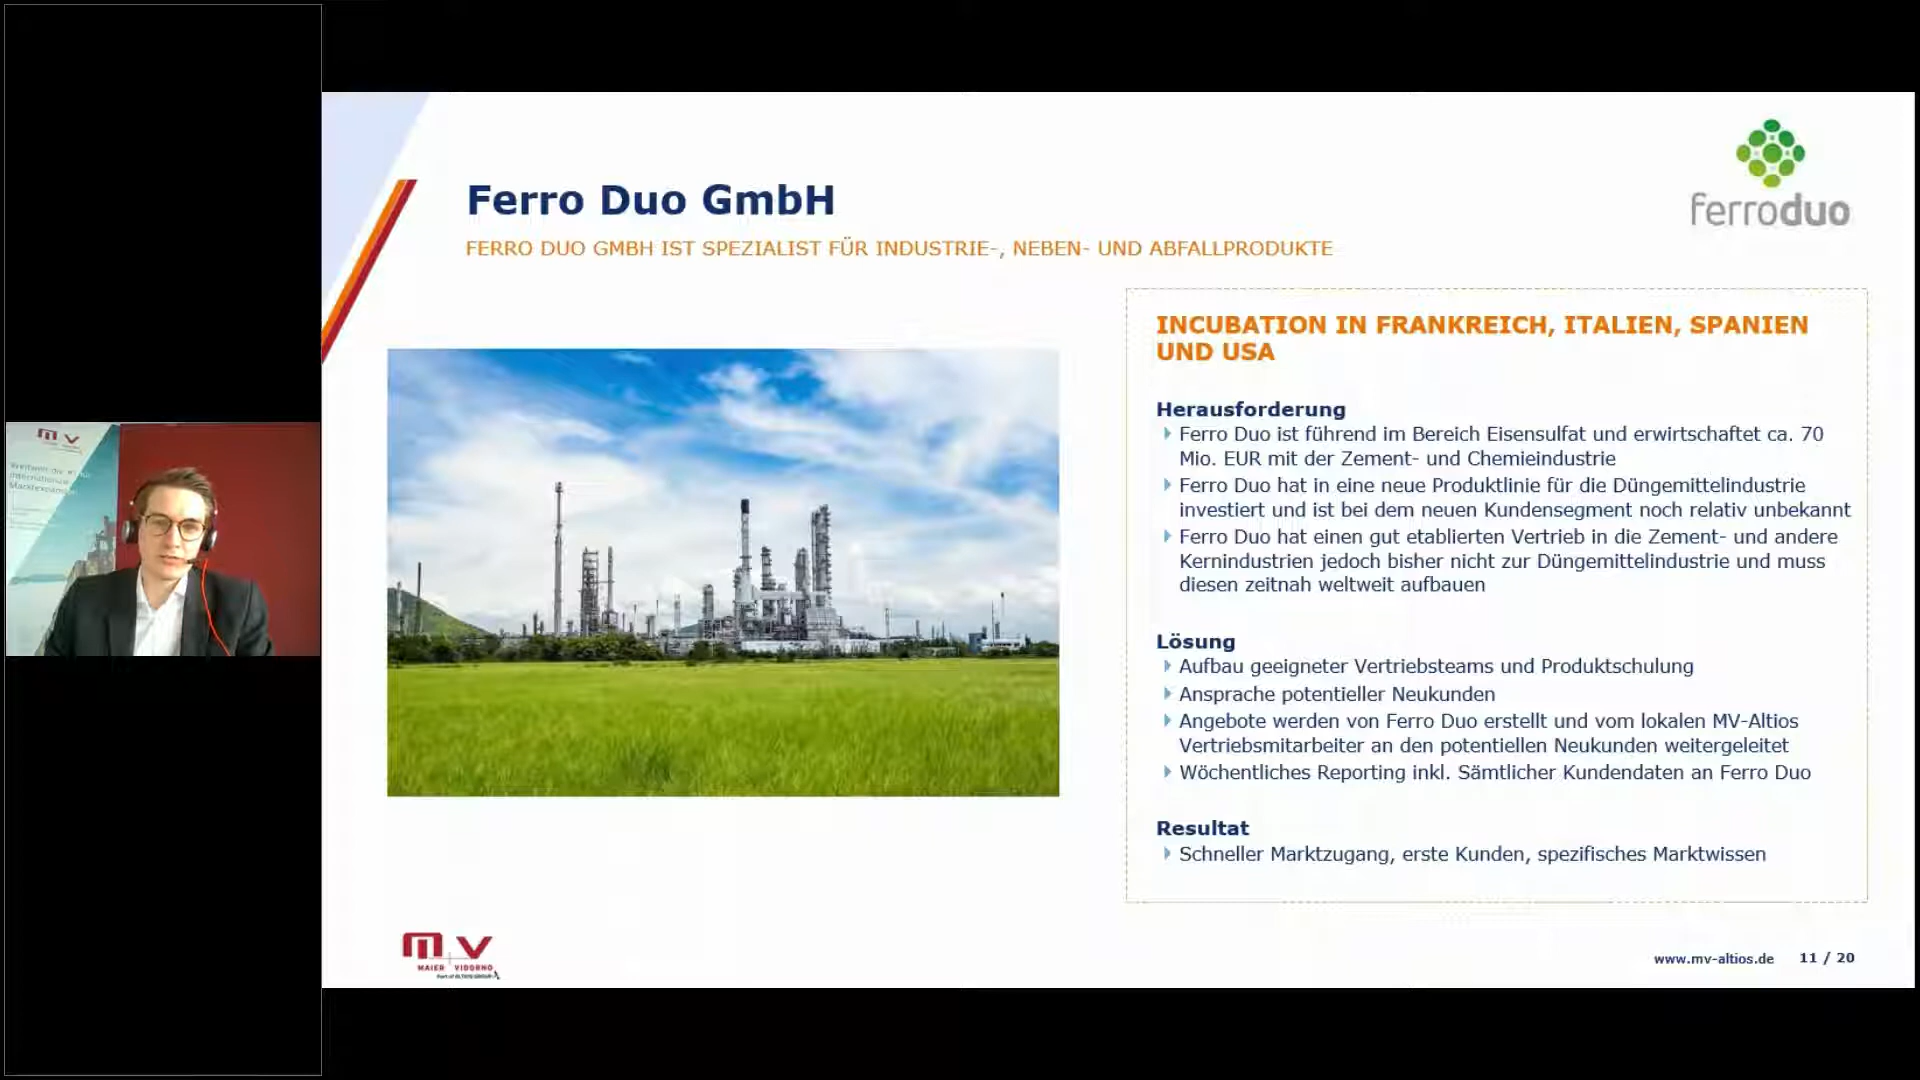 Ferro Duo GmbH
FERRO DUO GMBH IST SPEZIALIST FÜR INDUSTRIE-, NEBEN- UND ABFALLPRODUKTE
ferroduo
INCUBATION IN FRANKREICH, ITALIEN, SPANIEN
UND USA
Herausforderung
Ferro Duo ist führend im Bereich Eisensulfat und erwirtschaftet ca. 70
Mio. EUR mit der Zement- und Chemieindustrie
Ferro Duo hat in eine neue Produktlinie für die Düngemittelindustrie
investiert und ist bei dem neuen Kundensegment noch relativ unbekannt
Ferro Duo hat einen gut etablierten Vertrieb in die Zement- und andere
Kernindustrien jedoch bisher nicht zur Düngemittelindustrie und muss
diesen zeitnah weltweit aufbauen
Lösung
Aufbau geeigneter Vertriebsteams und Produktschulung
Ansprache potentieller Neukunden
Angebote werden von Ferro Duo erstellt und vom lokalen MV-Altios
Vertriebsmitarbeiter an den potentiellen Neukunden weitergeleitet
Wöchentliches Reporting inkl. Sämtlicher Kundendaten an Ferro Duo
Resultat
Schneller Marktzugang, erste Kunden, spezifisches Marktwissen
M V
MAIER + VIDORNO
Part of ALTIOS GROUP
www.mv-altios.de 11 / 20
M V